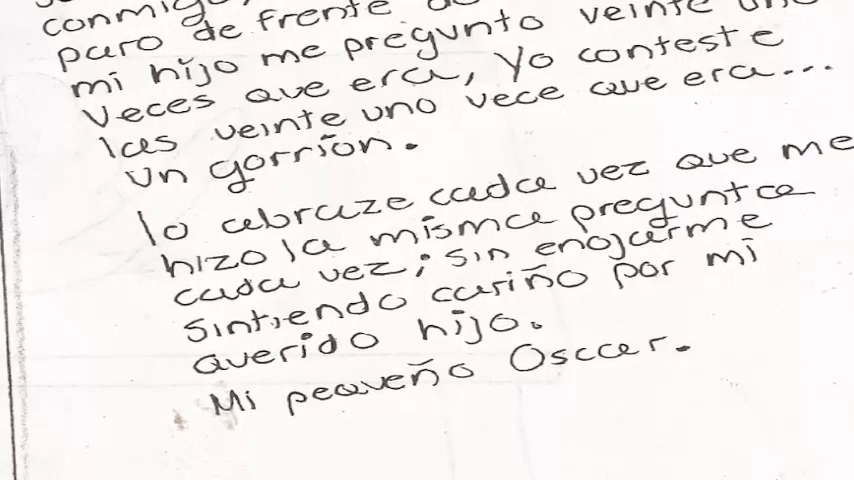 conmigo
paro de frente
mi hijo me pregunto veinte uno
veces que era, Yo conteste
las veinte uno vece que era...
un gorrión.
lo abraze cada vez que me
hizo la misma pregunta
cada vez; sin enojarme
sintiendo cariño por mi
querido hijo.
Mi pequeño Oscar.